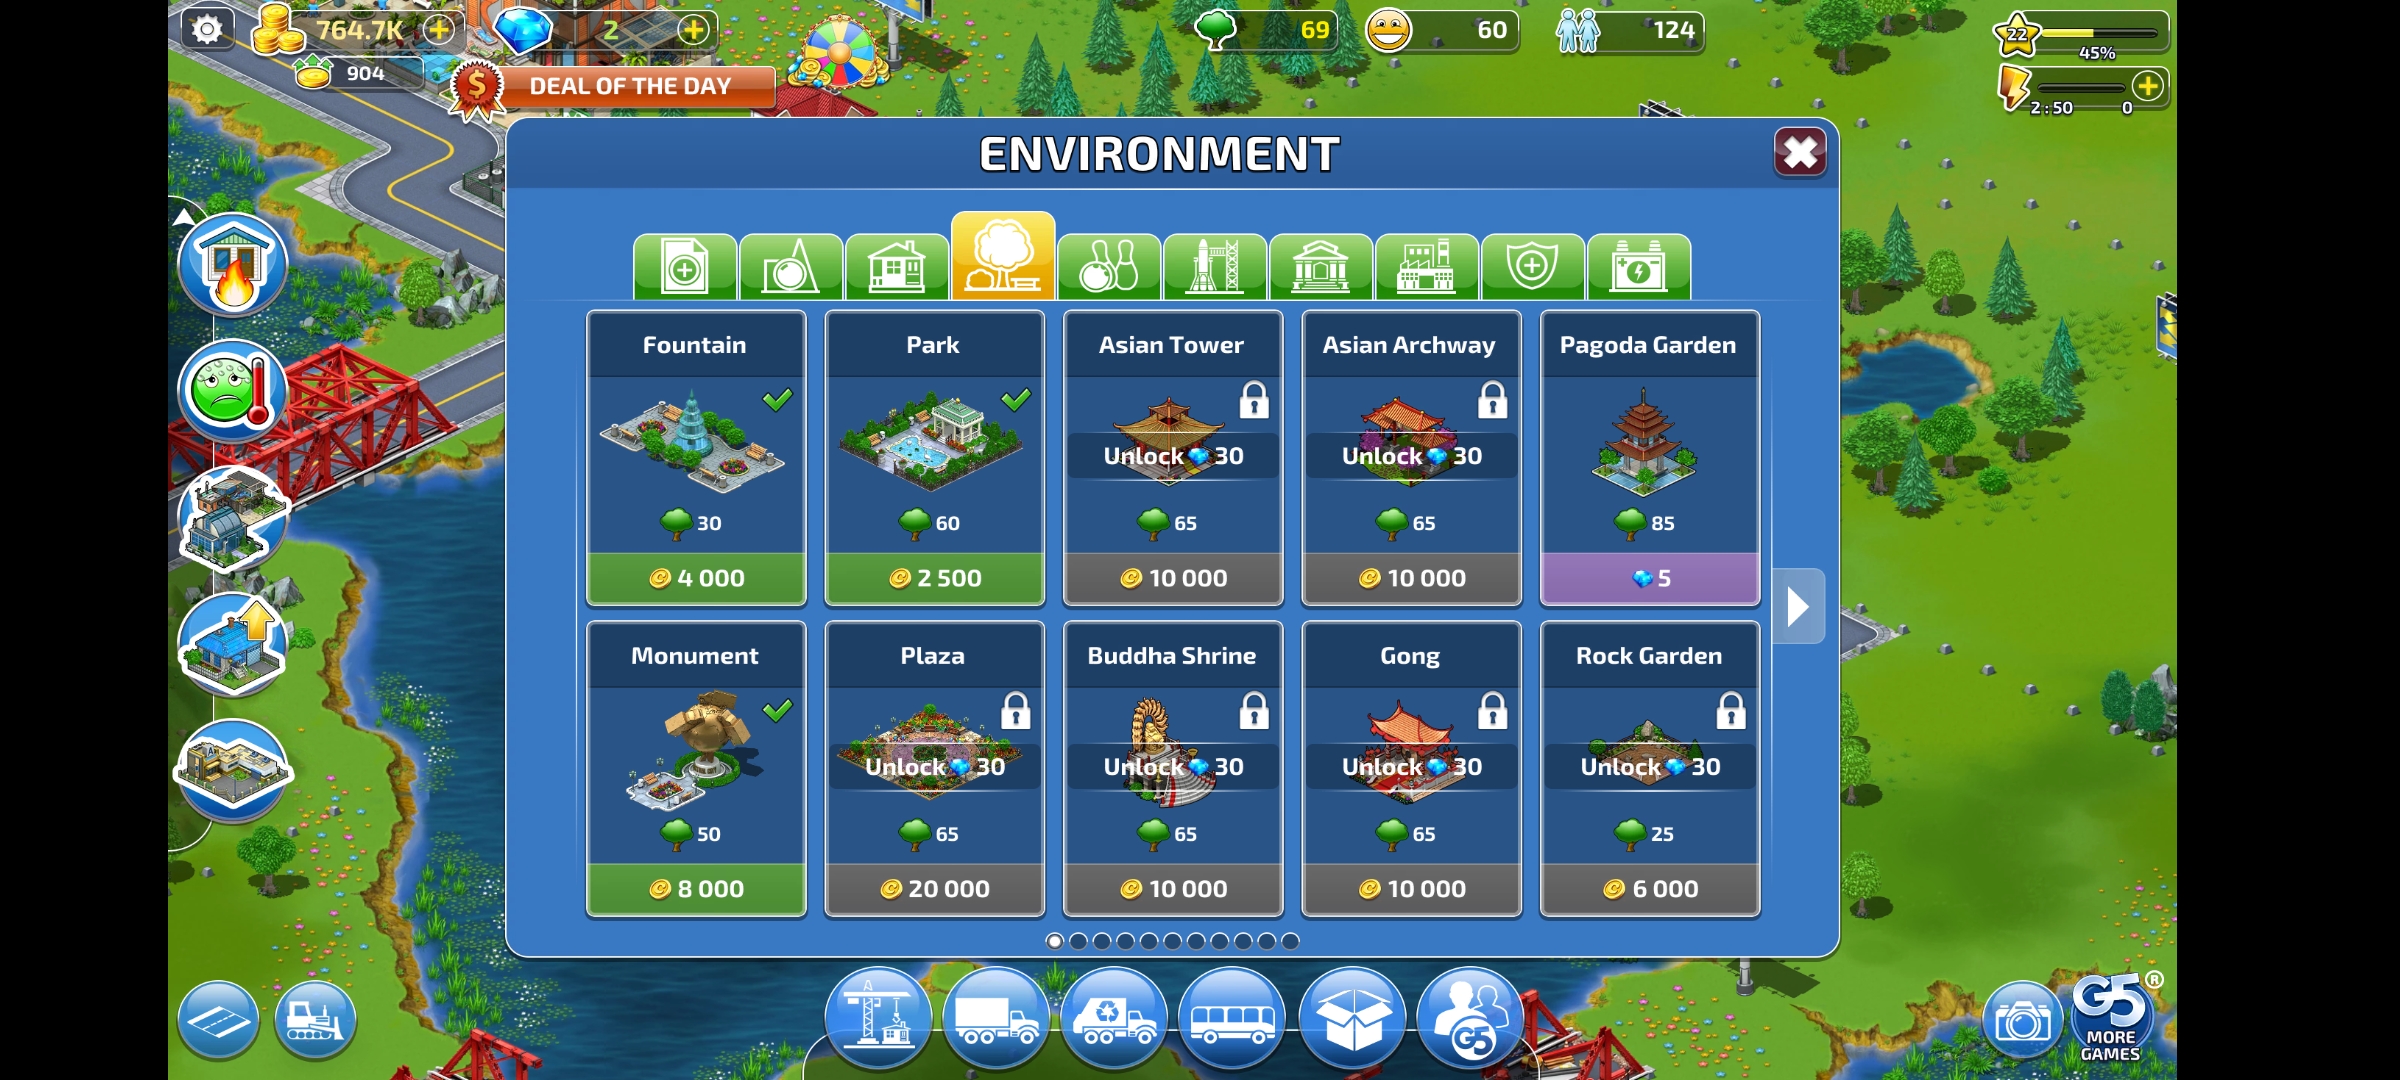 764.7K
2
69
60
124
22
45%
904
DEAL OF THE DAY
2:50
0
ENVIRONMENT
Fountain
Park
Asian Tower
Asian Archway
Pagoda Garden
Unlock 30
Unlock 30
30
60
65
65
85
4 000
2 500
10 000
10 000
5
Monument
Plaza
Buddha Shrine
Gong
Rock Garden
Unlock 30
Unlock 30
Unlock 30
Unlock 30
50
65
65
65
25
8 000
20 000
10 000
10 000
6 000
A
G5
G5®
MORE
GAMES